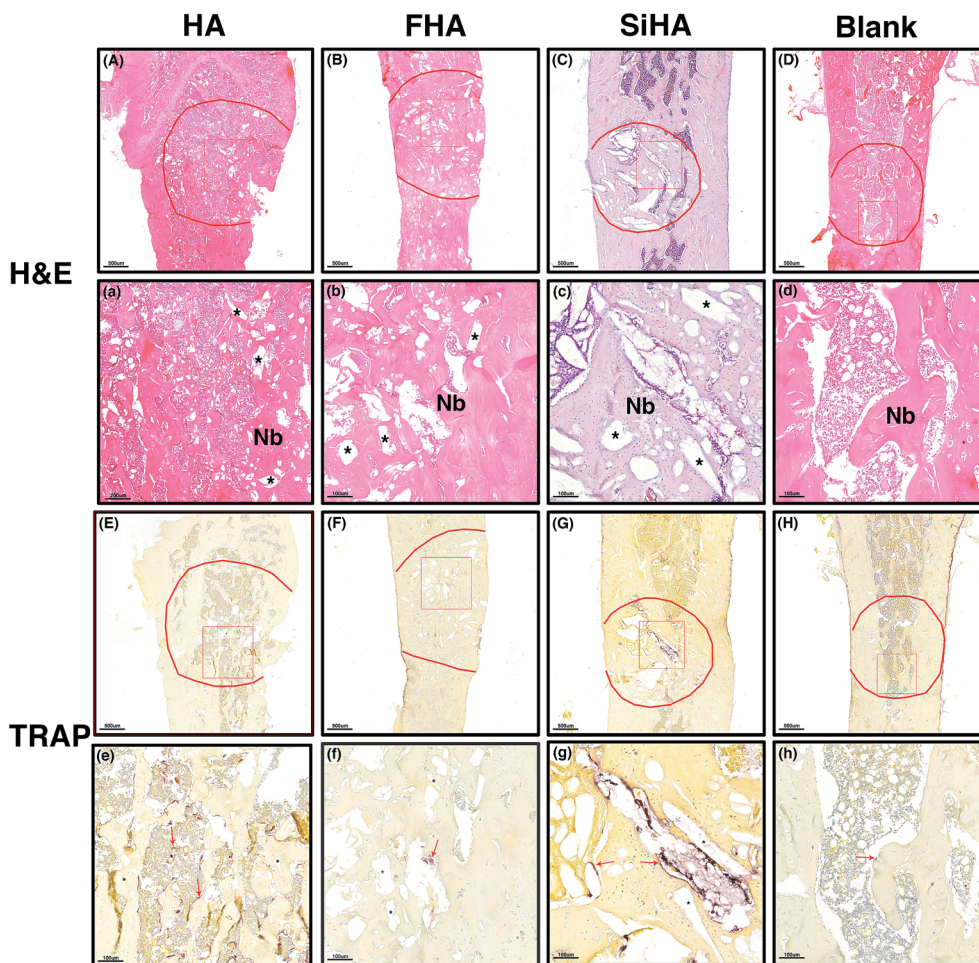 HA FHA SiHA Blank
H&E
(A) (B) (C) (D)
500um 500um 500um 500um
(a) (b) (c) (d)
* * * * * * * * *
Nb Nb Nb Nb
200um 100um 100um 100um
TRAP
(E) (F) (G) (H)
500um 500um 500um 500um
(e) (f) (g) (h)
100um 100um 100um 100um